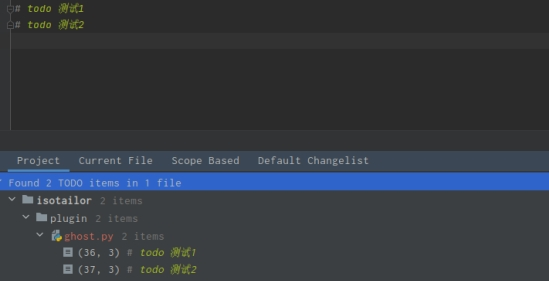 # todo 测试1
# todo 测试2
Project Current File Scope Based Default Changelist
Found 2 TODO items in 1 file
isotailor 2 items
plugin 2 items
ghost.py 2 items
(36, 3) # todo 测试1
(37, 3) # todo 测试2